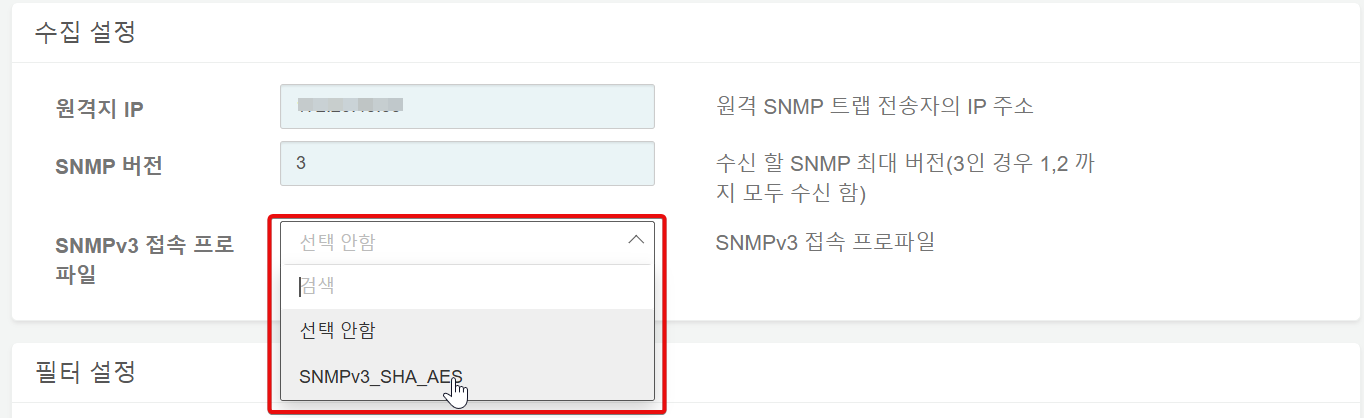 수집 설정
원격지 IP
원격 SNMP 트랩 전송자의 IP 주소
SNMP 버전
3
수신 할 SNMP 최대 버전(3인 경우 1,2 까
지 모두 수신 함)
SNMPv3 접속 프로
파일
선택 안함
SNMPv3 접속 프로파일
검색
선택 안함
SNMPv3_SHA_AES
필터 설정